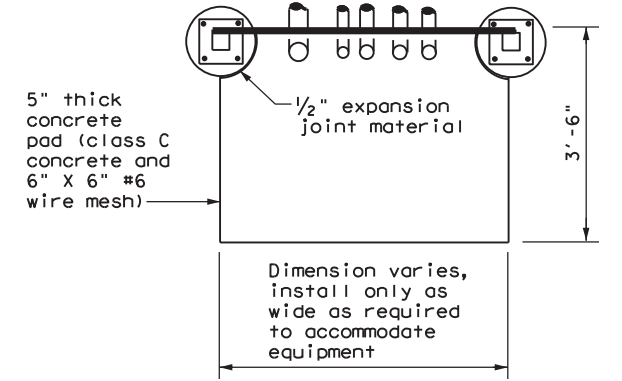 5" thick
concrete
pad (class C
concrete and
6" X 6" #6
wire mesh)
1/2" expansion
joint material
3'-6"
Dimension varies,
install only as
wide as required
to accommodate
equipment